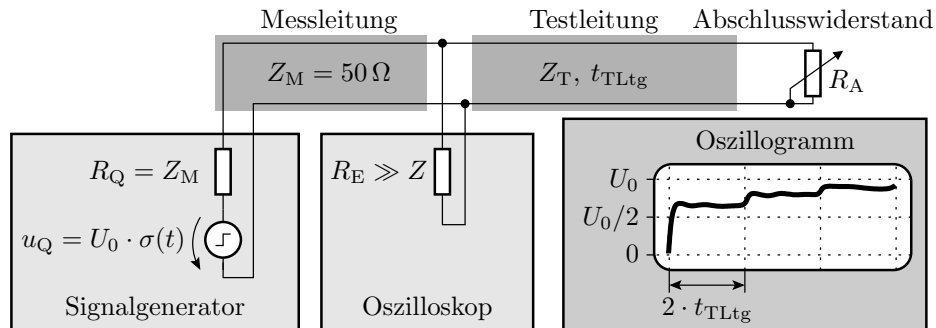 Messleitung Testleitung Abschlusswiderstand
Z_M = 50 Ω Z_T, t_TLtg
R_A
R_Q = Z_M
u_Q = U_0 · σ(t)
Signalgenerator
R_E ≫ Z
Oszilloskop
Oszillogramm
U_0
U_0/2
0
2 · t_TLtg